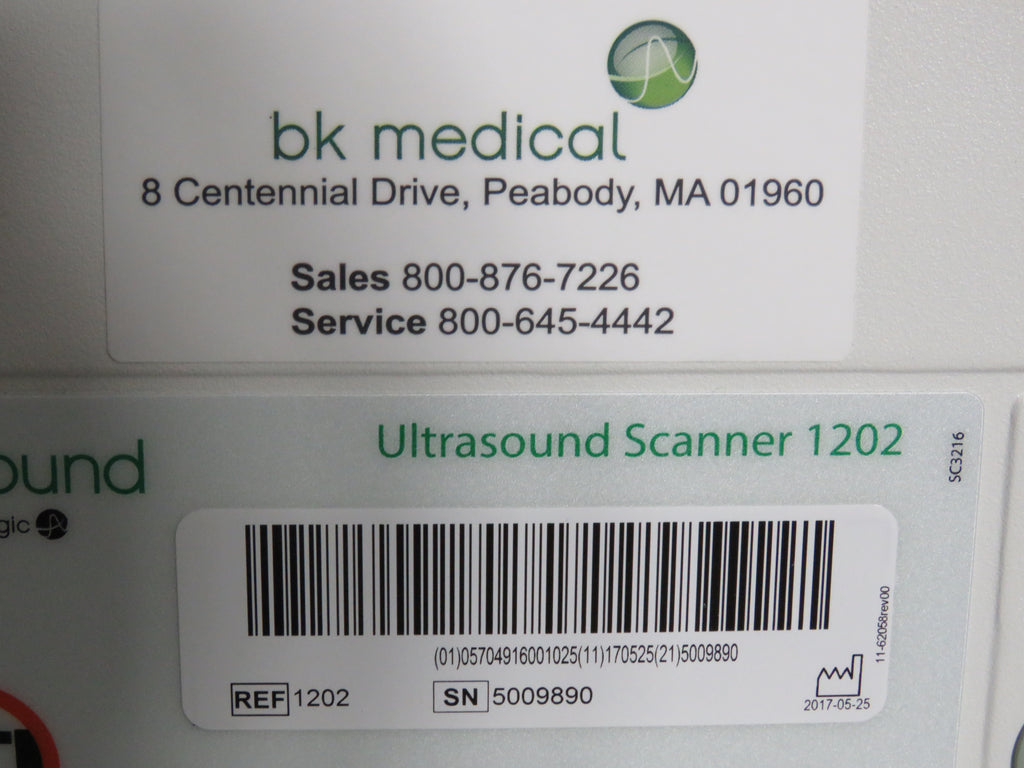 bk medical
8 Centennial Drive, Peabody, MA 01960
Sales 800-876-7226
Service 800-645-4442
Ultrasound Scanner 1202
SC3216
(01)05704916001025(11)170525(21)5009890
REF 1202
SN 5009890
2017-05-25
11-62058rev00